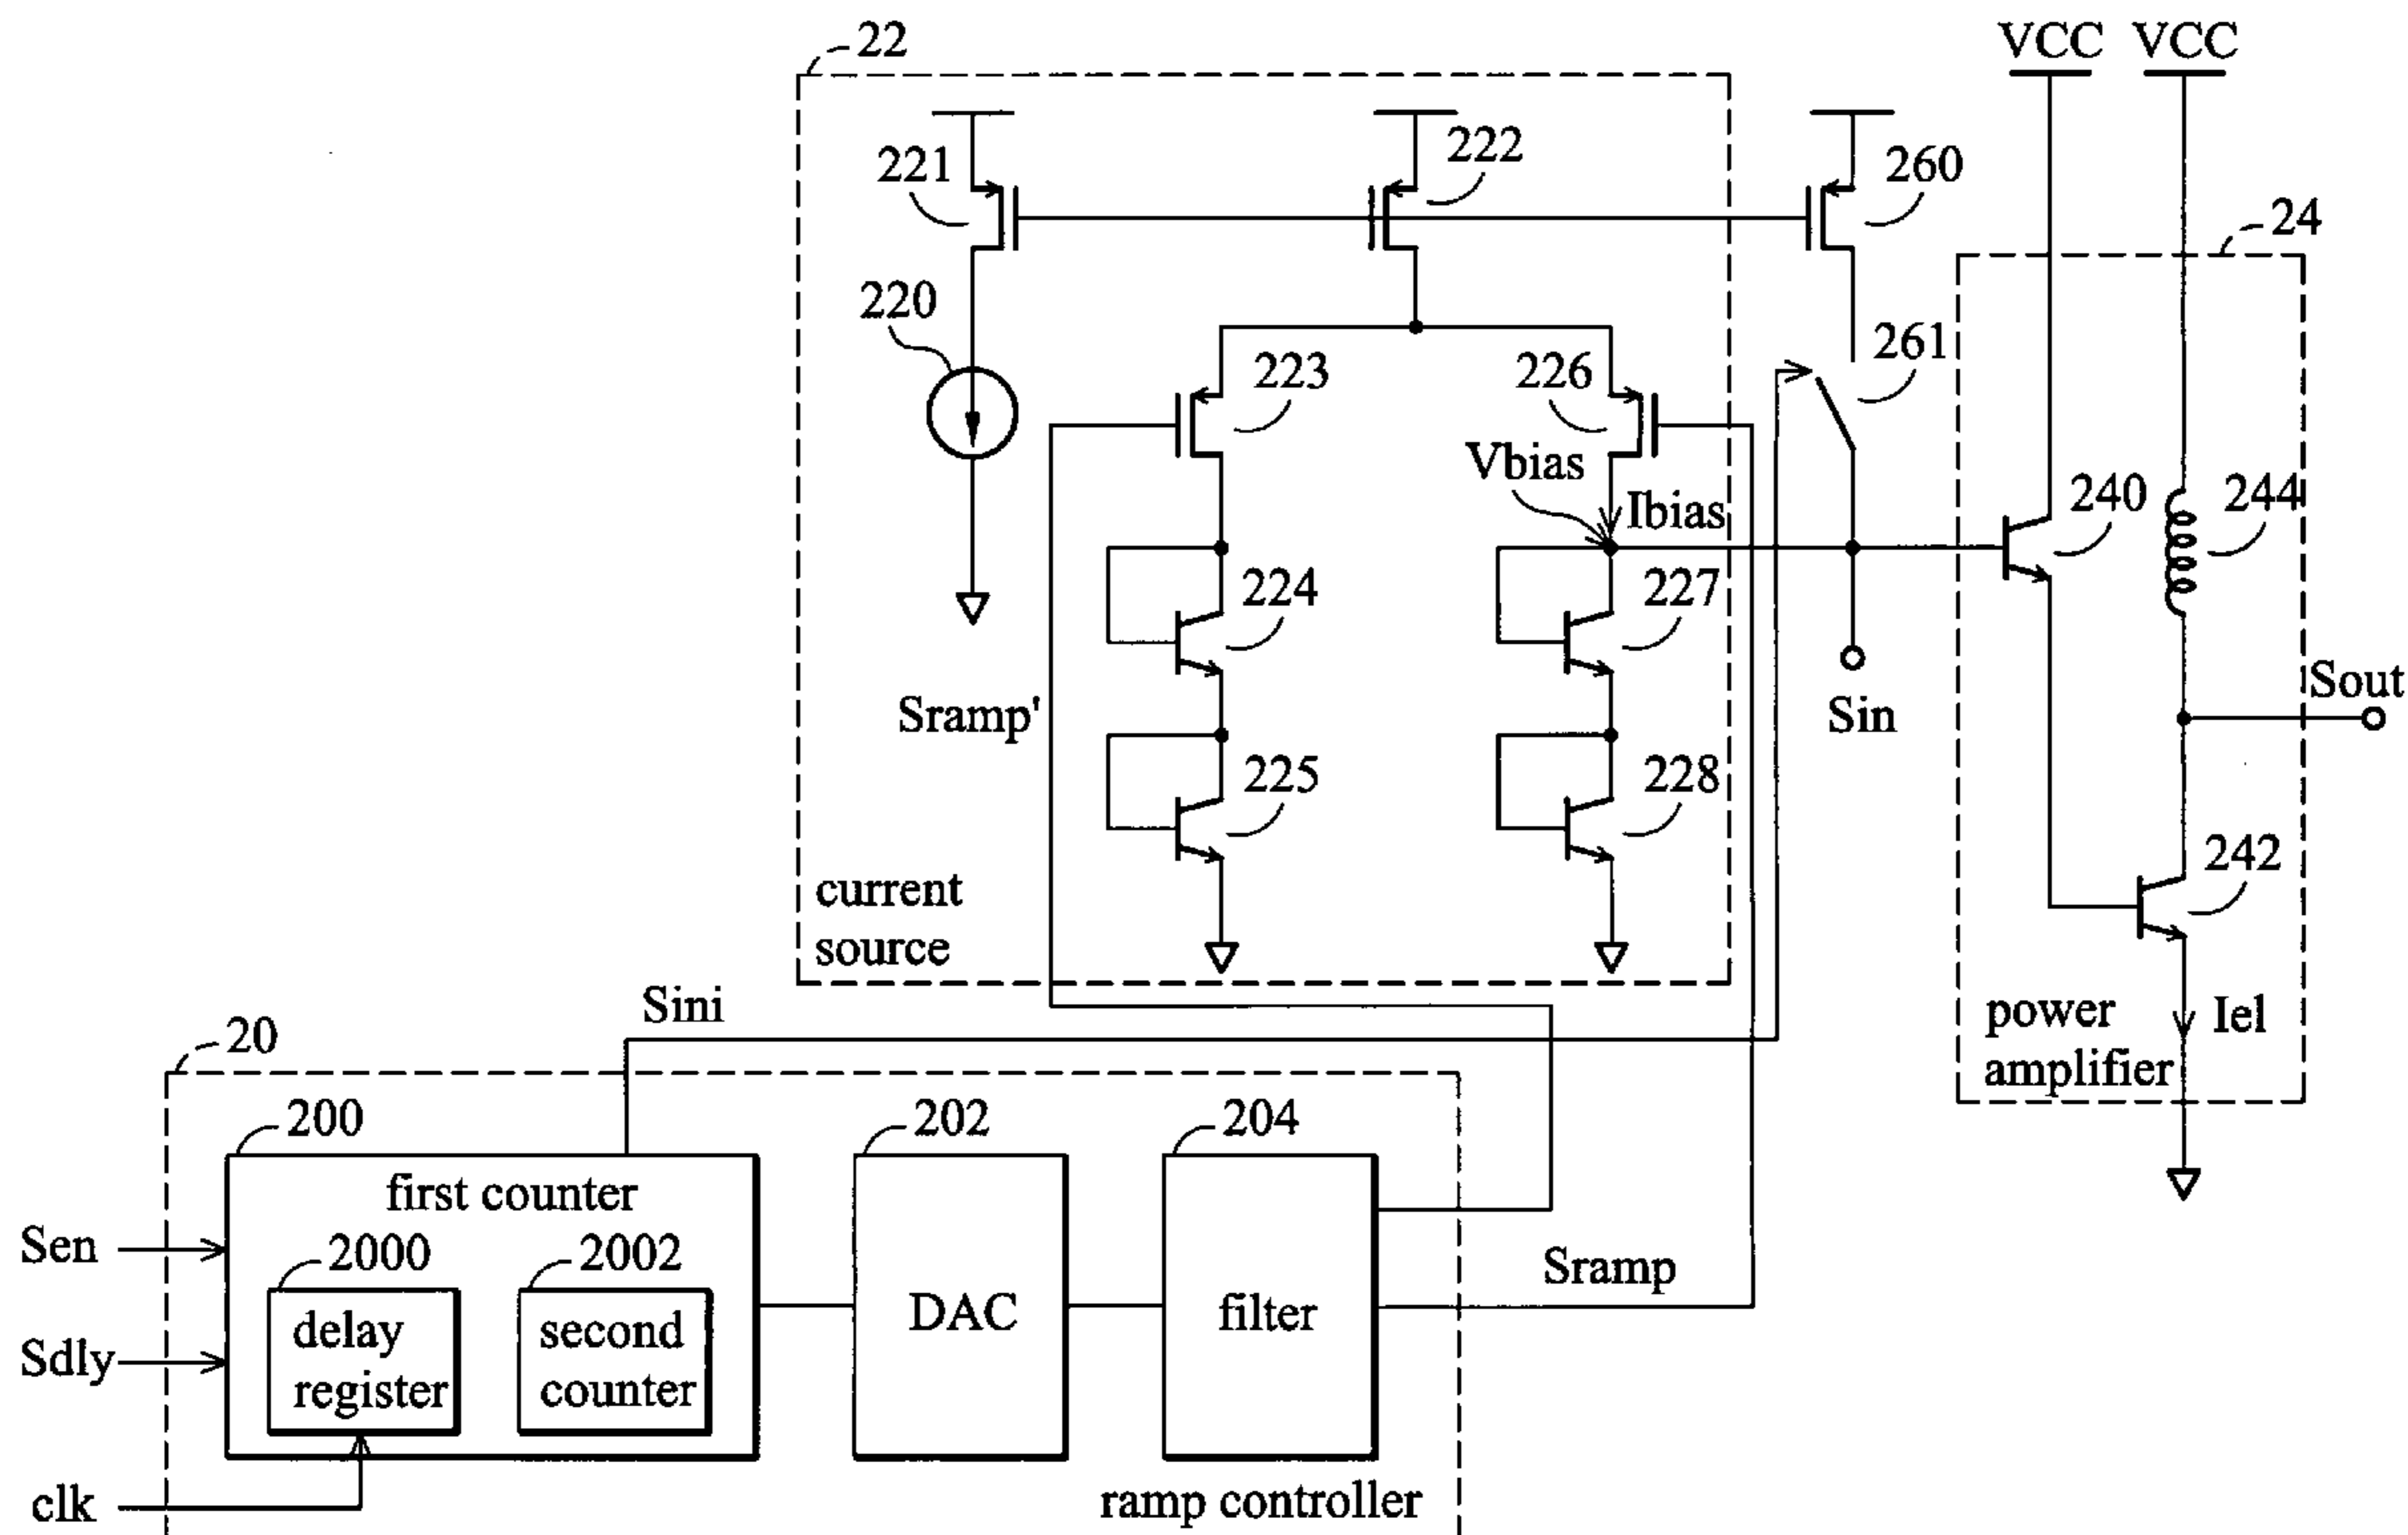 22
VCC VCC
221
222
260
24
220
223
226
261
Vbias
Ibias
240
244
224
227
Sramp'
Sin
Sout
225
228
242
current
source
Sini
power
amplifier
Iel
20
200
202
204
first counter
Sen
2000
2002
Sramp
delay
register
second
counter
DAC
filter
Sdly
clk
ramp controller